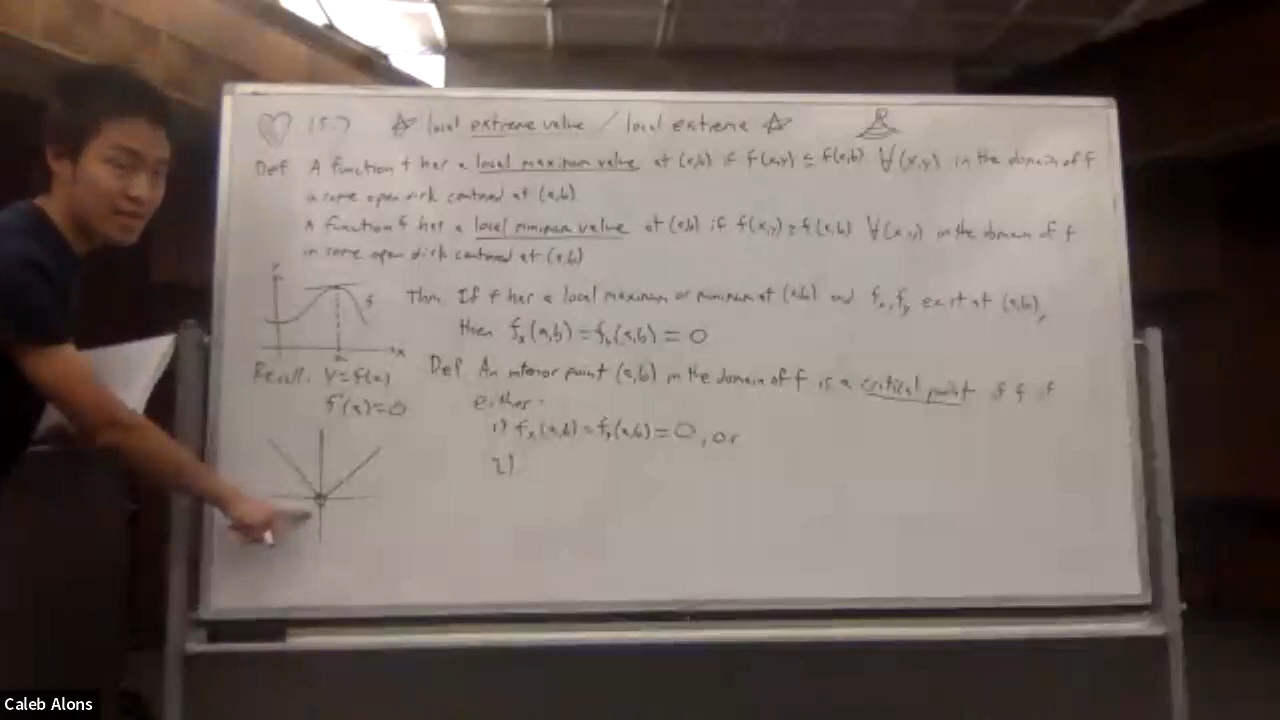 15.7 local extreme value / local extreme
Def A function f has a local maximum value at (a,b) if f(x,y) ≤ f(a,b) ∀(x,y) in the domain of f
in some open disk centered at (a,b)
A function f has a local minimum value at (a,b) if f(x,y) ≥ f(a,b) ∀(x,y) in the domain of f
in some open disk centered at (a,b)
y
f
x
Thm If f has a local maximum or minimum at (a,b) and fx, fy exist at (a,b),
then fx(a,b) = fy(a,b) = 0
Recall: y = f(x)
f'(x) = 0
Def An interior point (a,b) in the domain of f is a critical point of f if
either:
1) fx(a,b) = fy(a,b) = 0, or
2)
Caleb Alons